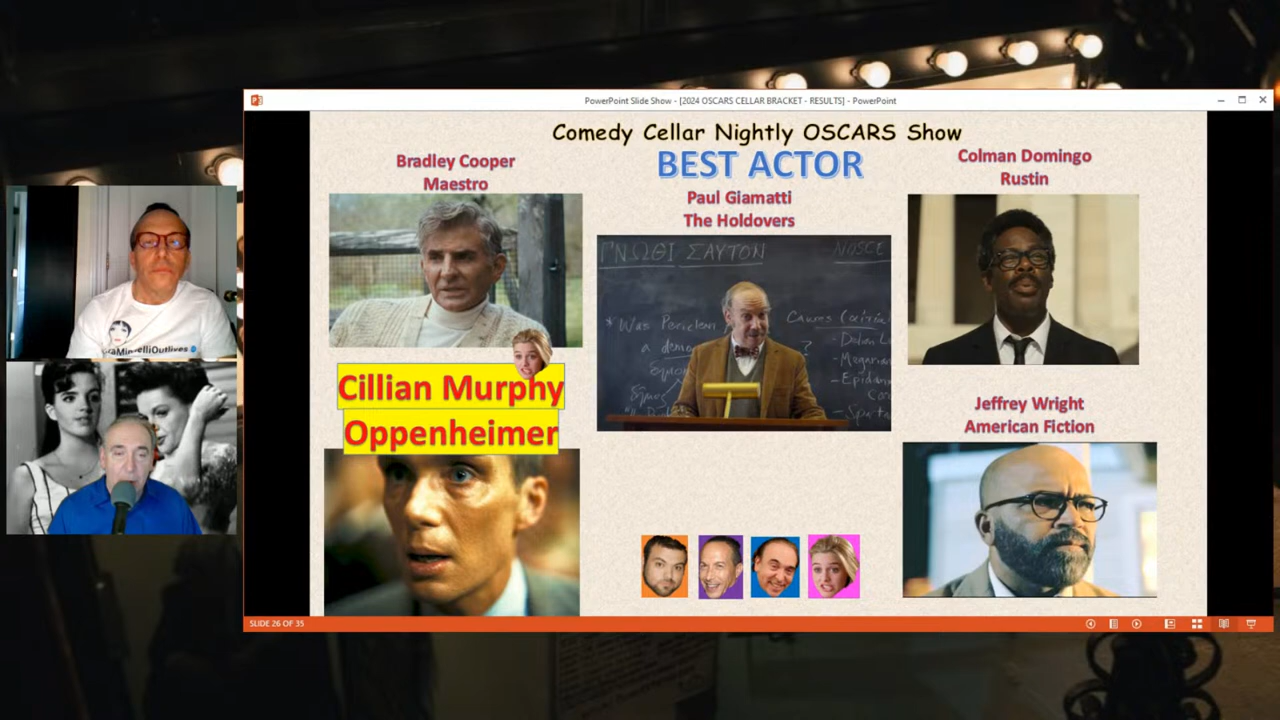 PowerPoint Slide Show - [2024 OSCARS CELLAR BRACKET - RESULTS] - PowerPoint
Comedy Cellar Nightly OSCARS Show
BEST ACTOR
Bradley Cooper
Maestro
Paul Giamatti
The Holdovers
Colman Domingo
Rustin
ΓΝΩΘΙ ΣΑΥΤΟΝ
NOSCE
* Was
a
Causes
?
Cillian Murphy
Oppenheimer
Jeffrey Wright
American Fiction
SLIDE 26 OF 35